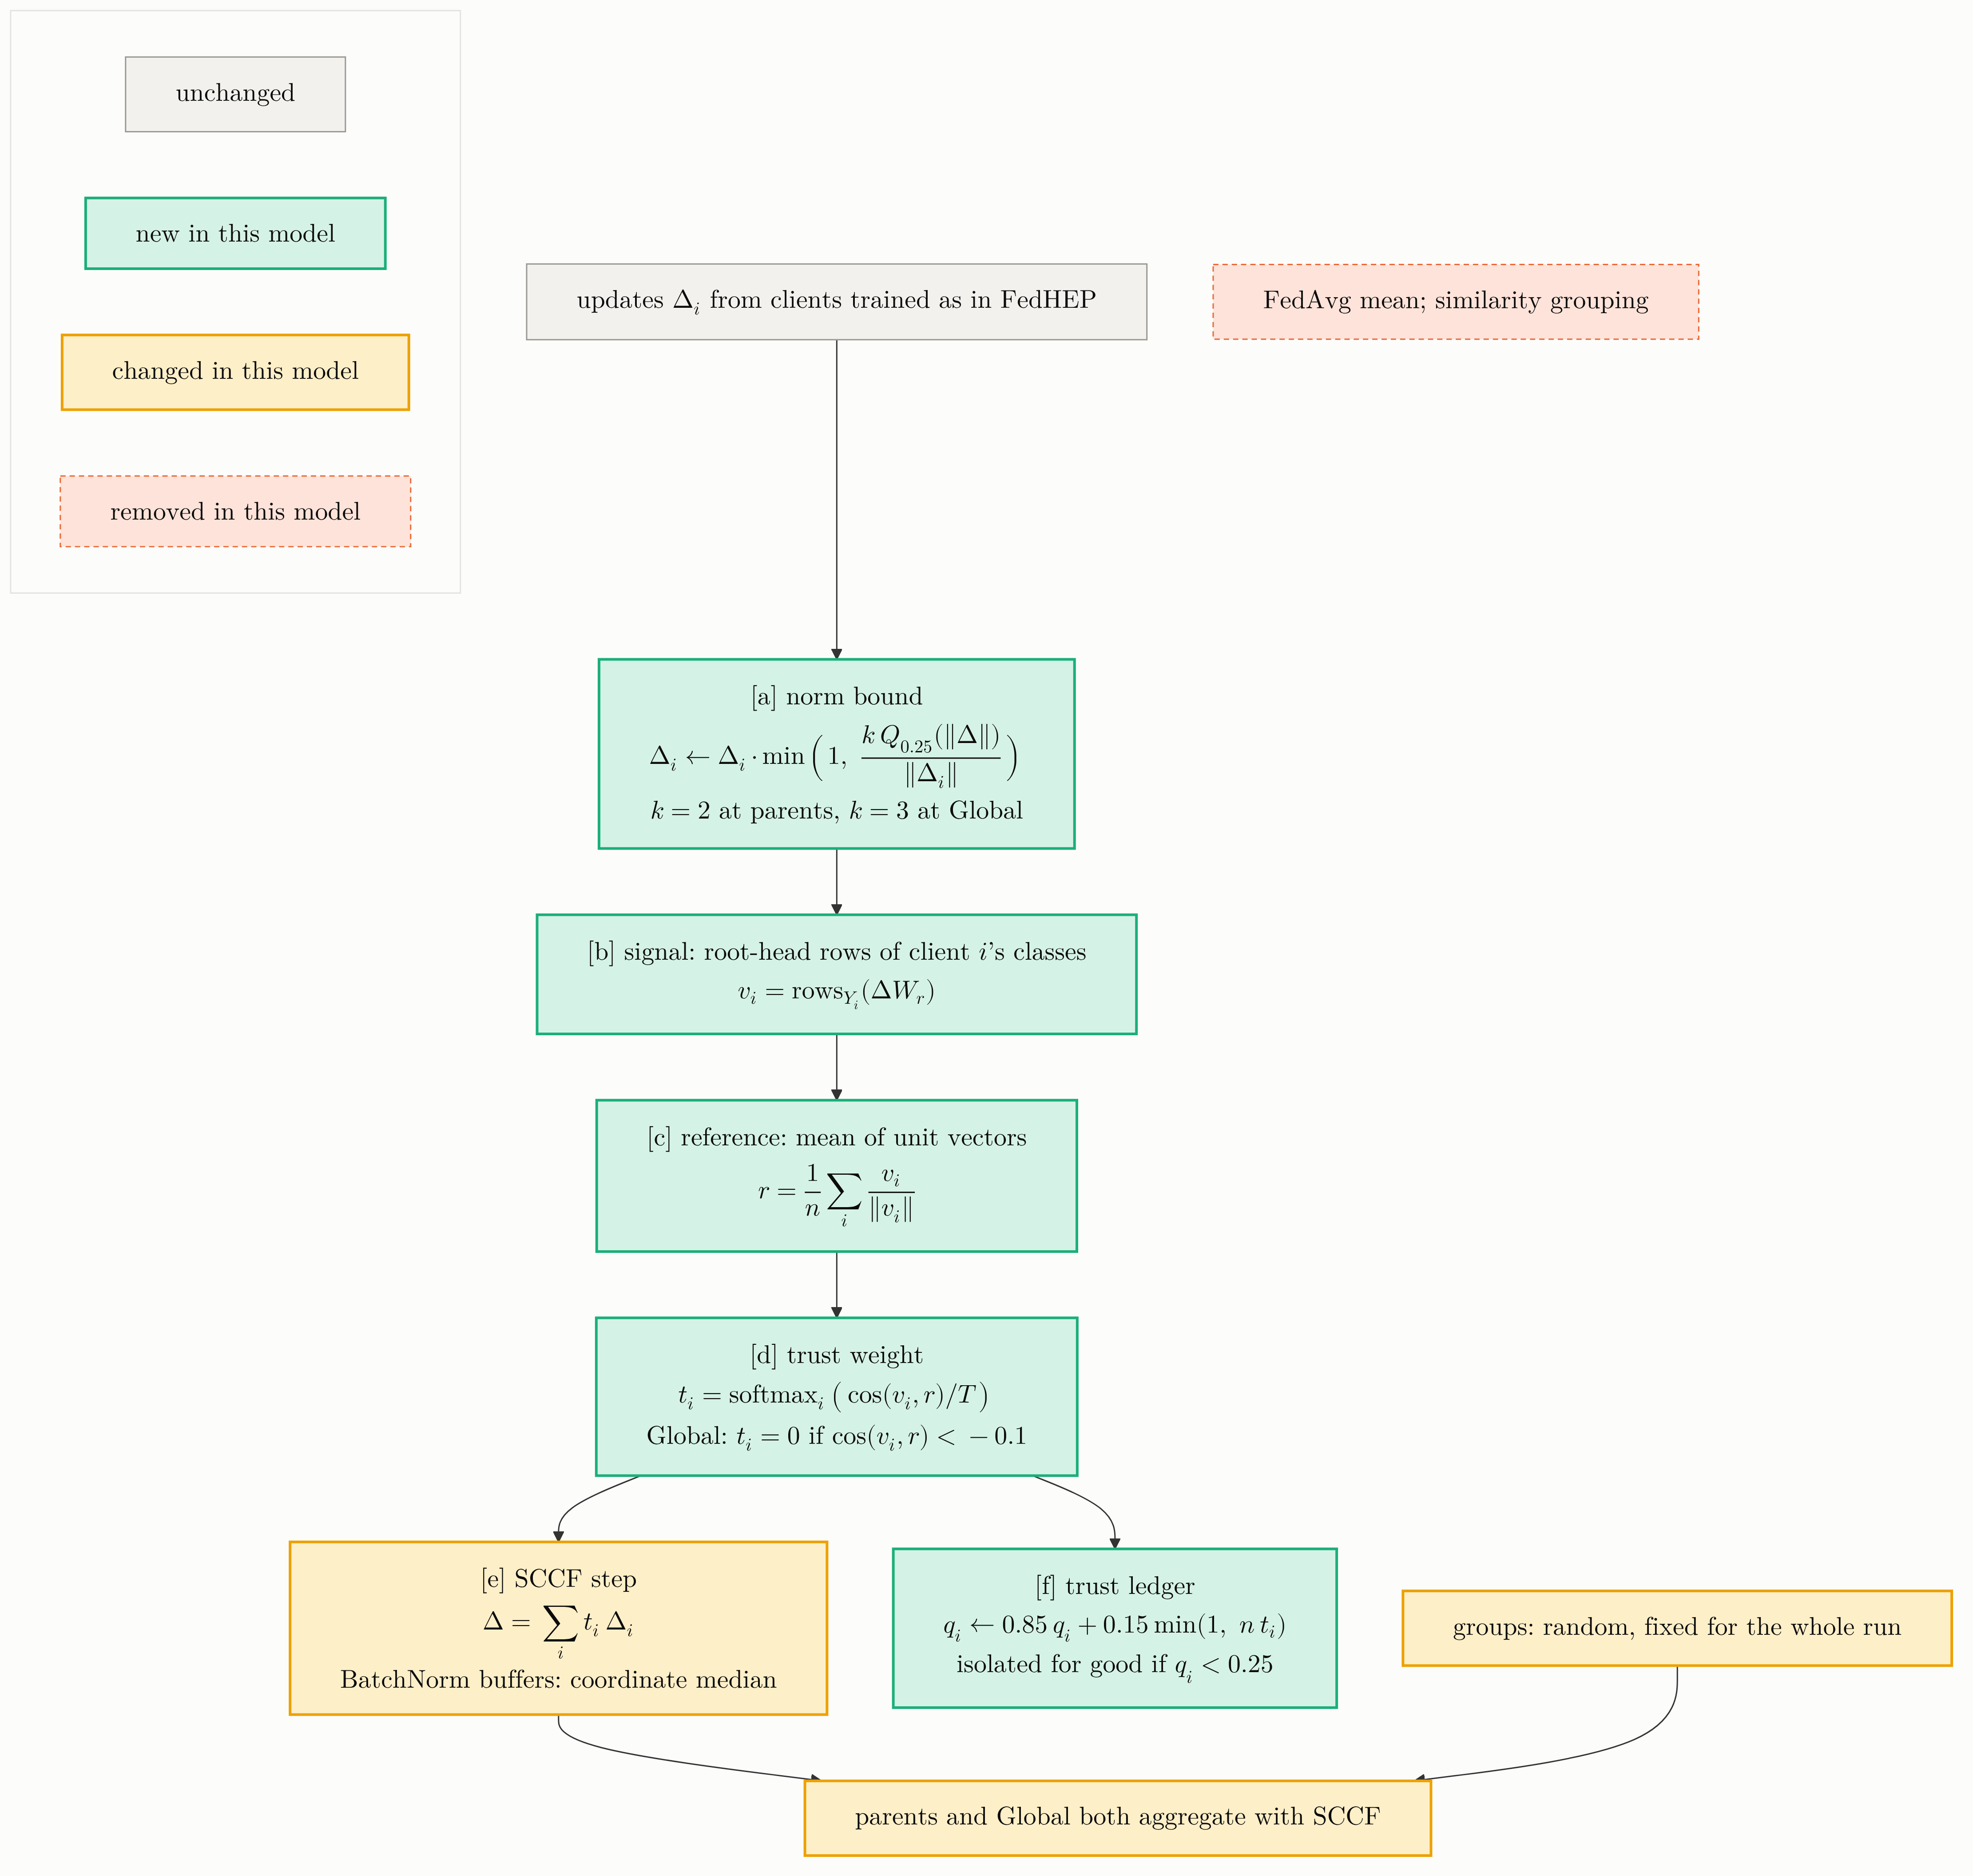 unchanged
new in this model
changed in this model
removed in this model
updates Δ_i from clients trained as in FedHEP
FedAvg mean; similarity grouping
[a] norm bound
Δ_i ← Δ_i · min(1, k Q_{0.25}(‖Δ‖) / ‖Δ_i‖)
k = 2 at parents, k = 3 at Global
[b] signal: root-head rows of client i's classes
v_i = rows_{Y_i}(ΔW_r)
[c] reference: mean of unit vectors
r = 1/n ∑_i v_i / ‖v_i‖
[d] trust weight
t_i = softmax_i (cos(v_i, r)/T)
Global: t_i = 0 if cos(v_i, r) < −0.1
[e] SCCF step
Δ = ∑_i t_i Δ_i
BatchNorm buffers: coordinate median
[f] trust ledger
q_i ← 0.85 q_i + 0.15 min(1, n t_i)
isolated for good if q_i < 0.25
groups: random, fixed for the whole run
parents and Global both aggregate with SCCF